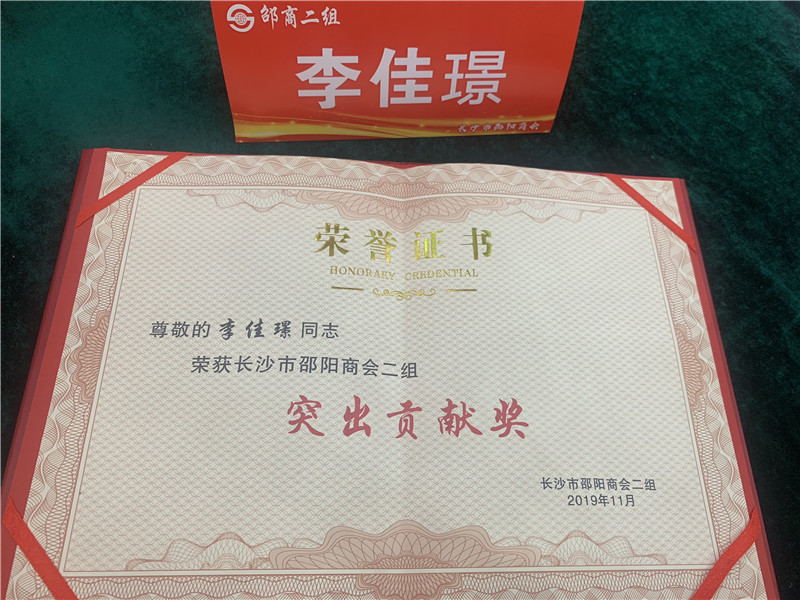 邵商二组
李佳璟
长沙市邵阳商会
荣誉证书
HONORARY CREDENTIAL
尊敬的李佳璟同志
荣获长沙市邵阳商会二组
突出贡献奖
长沙市邵阳商会二组
2019年11月